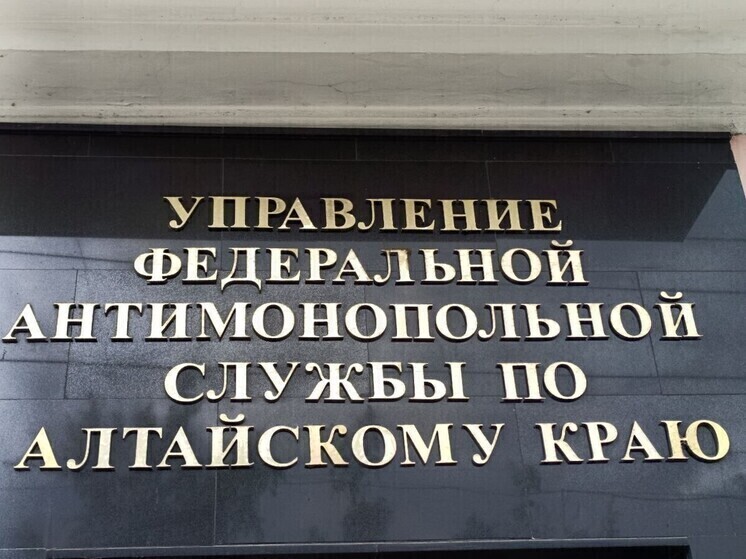 УПРАВЛЕНИЕ
ФЕДЕРАЛЬНОЙ
АНТИМОНОПОЛЬНОЙ
СЛУЖБЫ ПО
АЛТАЙСКОМУ КРАЮ